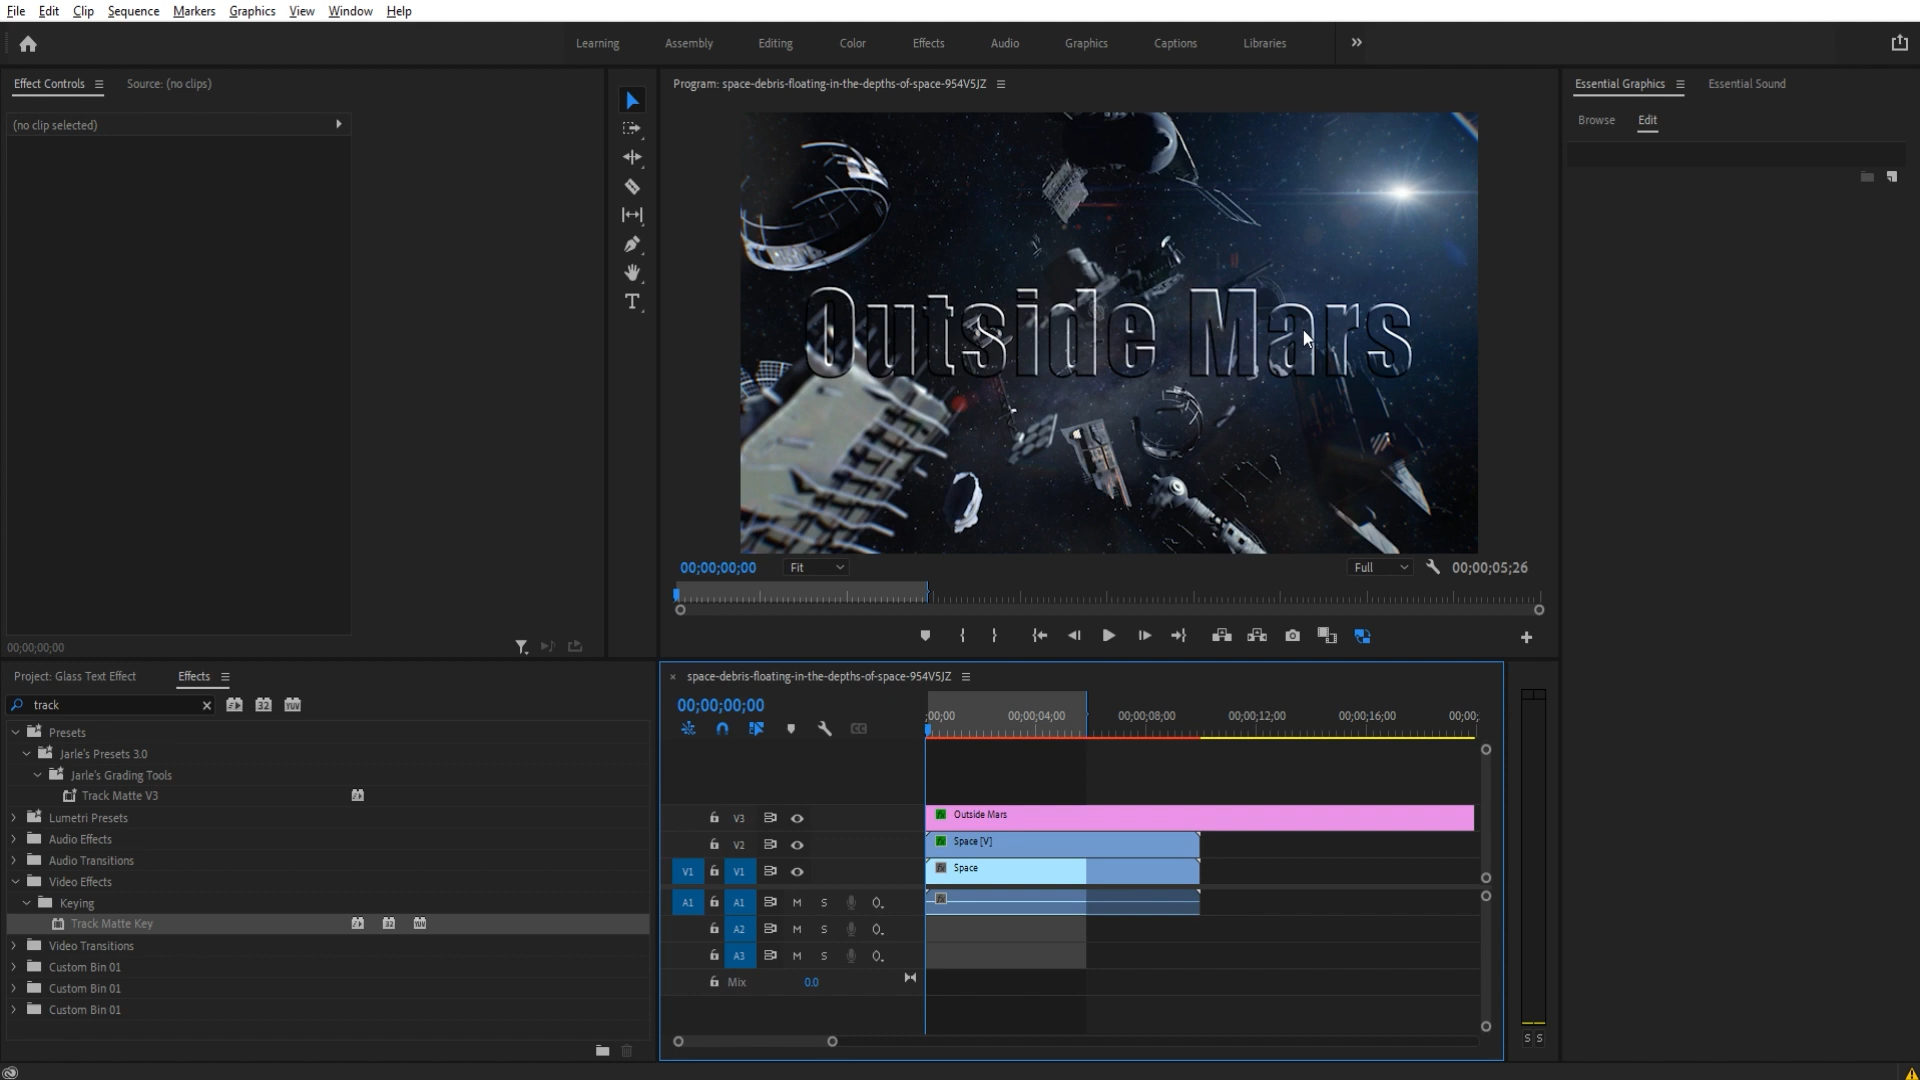 File Edit Clip Sequence Markers Graphics View Window Help
Learning Assembly Editing Color Effects Audio Graphics Captions Libraries
Effect Controls Source: (no clips)
(no clip selected)
00;00;00;00
Program: space-debris-floating-in-the-depths-of-space-954V5JZ
Outside Mars
00;00;00;00 Fit Full 00;00;05;26
Essential Graphics Essential Sound
Browse Edit
Project: Glass Text Effect Effects
track
32 YUV
Presets
Jarle's Presets 3.0
Jarle's Grading Tools
Track Matte V3
Lumetri Presets
Audio Effects
Audio Transitions
Video Effects
Keying
Track Matte Key 32 YUV
Video Transitions
Custom Bin 01
Custom Bin 01
Custom Bin 01
space-debris-floating-in-the-depths-of-space-954V5JZ
00;00;00;00
;00;00 00;00;04;00 00;00;08;00 00;00;12;00 00;00;16;00 00;00;
V3 Outside Mars
V2 Space [V]
V1 V1 Space
A1 A1 M S
A2 M S
A3 M S
Mix 0.0
S S